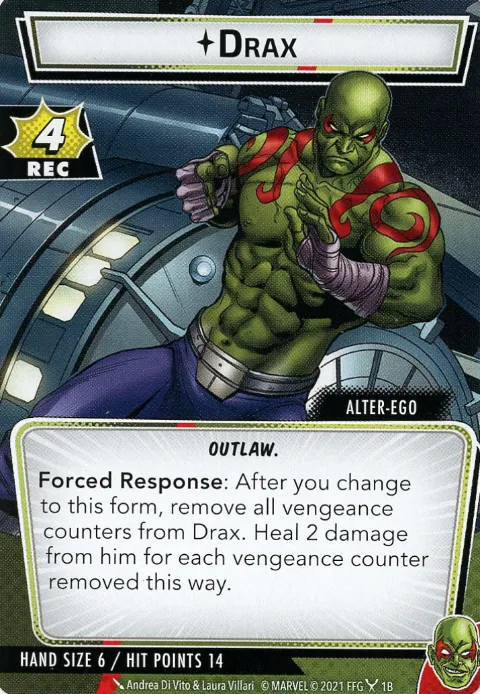 ✦DRAX
4
REC
ALTER-EGO
OUTLAW.
Forced Response: After you change
to this form, remove all vengeance
counters from Drax. Heal 2 damage
from him for each vengeance counter
removed this way.
HAND SIZE 6 / HIT POINTS 14
Andrea Di Vito & Laura Villari © MARVEL © 2021 FFG 1B